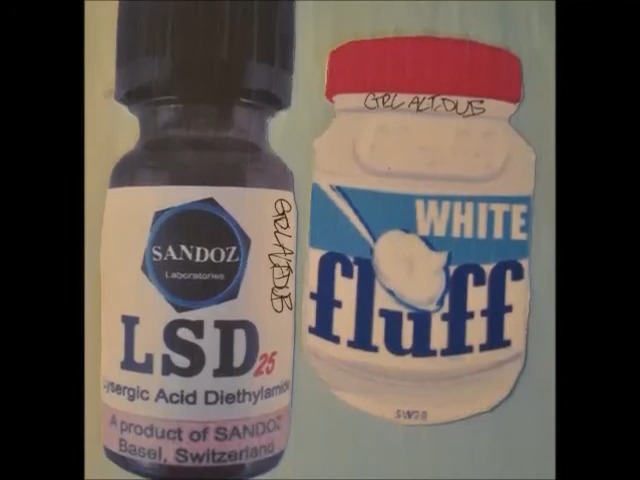 SANDOZ
Laboratories
LSD25
Lysergic Acid Diethylamide
A product of SANDOZ
Basel, Switzerland
WHITE
fluff